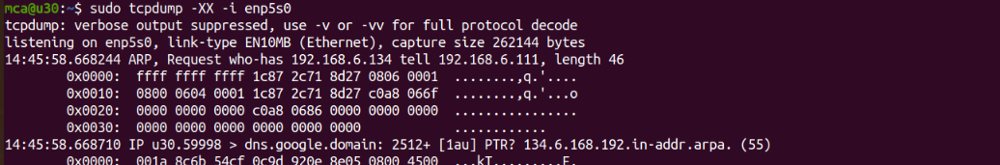 mca@u30:~$ sudo tcpdump -XX -i enp5s0
tcpdump: verbose output suppressed, use -v or -vv for full protocol decode
listening on enp5s0, link-type EN10MB (Ethernet), capture size 262144 bytes
14:45:58.668244 ARP, Request who-has 192.168.6.134 tell 192.168.6.111, length 46
0x0000:  ffff ffff ffff 1c87 2c71 8d27 0806 0001  ........,q.'....
0x0010:  0800 0604 0001 1c87 2c71 8d27 c0a8 066f  ........,q.'...o
0x0020:  0000 0000 0000 c0a8 0686 0000 0000 0000  ................
0x0030:  0000 0000 0000 0000 0000 0000            ............
14:45:58.668710 IP u30.59998 > dns.google.domain: 2512+ [1au] PTR? 134.6.168.192.in-addr.arpa. (55)
0x0000:  001a 8c6b 54cf 0c9d 920e 8e05 0800 4500  ...kT.........E.